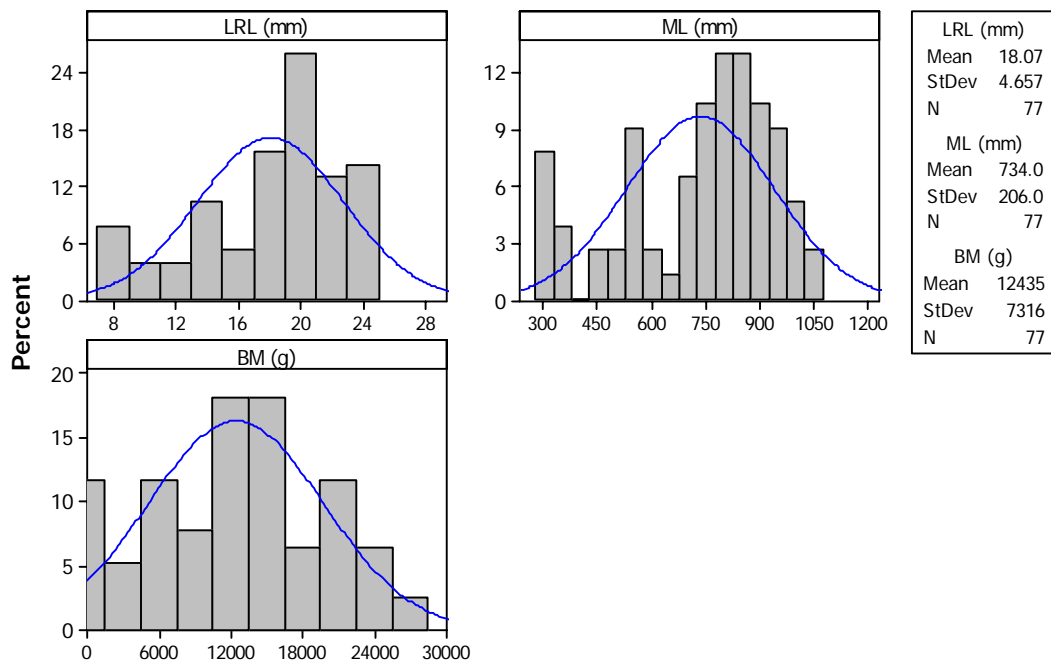 LRL (mm)
24
18
12
6
0
8 12 16 20 24 28
ML (mm)
12
9
6
3
0
300 450 600 750 900 1050 1200
LRL (mm)
Mean 18.07
StDev 4.657
N 77
ML (mm)
Mean 734.0
StDev 206.0
N 77
BM (g)
Mean 12435
StDev 7316
N 77
Percent
BM (g)
20
15
10
5
0
0 6000 12000 18000 24000 30000